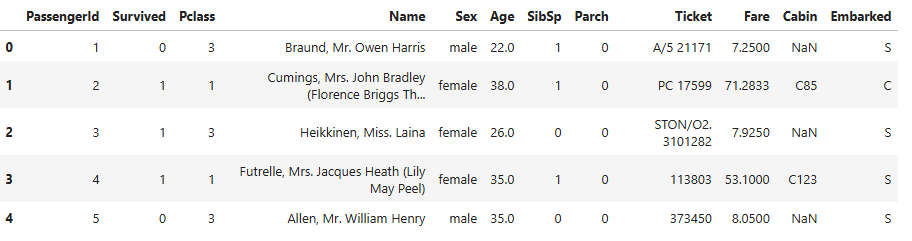 PassengerId Survived Pclass Name Sex Age SibSp Parch Ticket Fare Cabin Embarked
0 1 0 3 Braund, Mr. Owen Harris male 22.0 1 0 A/5 21171 7.2500 NaN S
1 2 1 1 Cumings, Mrs. John Bradley (Florence Briggs Th... female 38.0 1 0 PC 17599 71.2833 C85 C
2 3 1 3 Heikkinen, Miss. Laina female 26.0 0 0 STON/O2. 3101282 7.9250 NaN S
3 4 1 1 Futrelle, Mrs. Jacques Heath (Lily May Peel) female 35.0 1 0 113803 53.1000 C123 S
4 5 0 3 Allen, Mr. William Henry male 35.0 0 0 373450 8.0500 NaN S